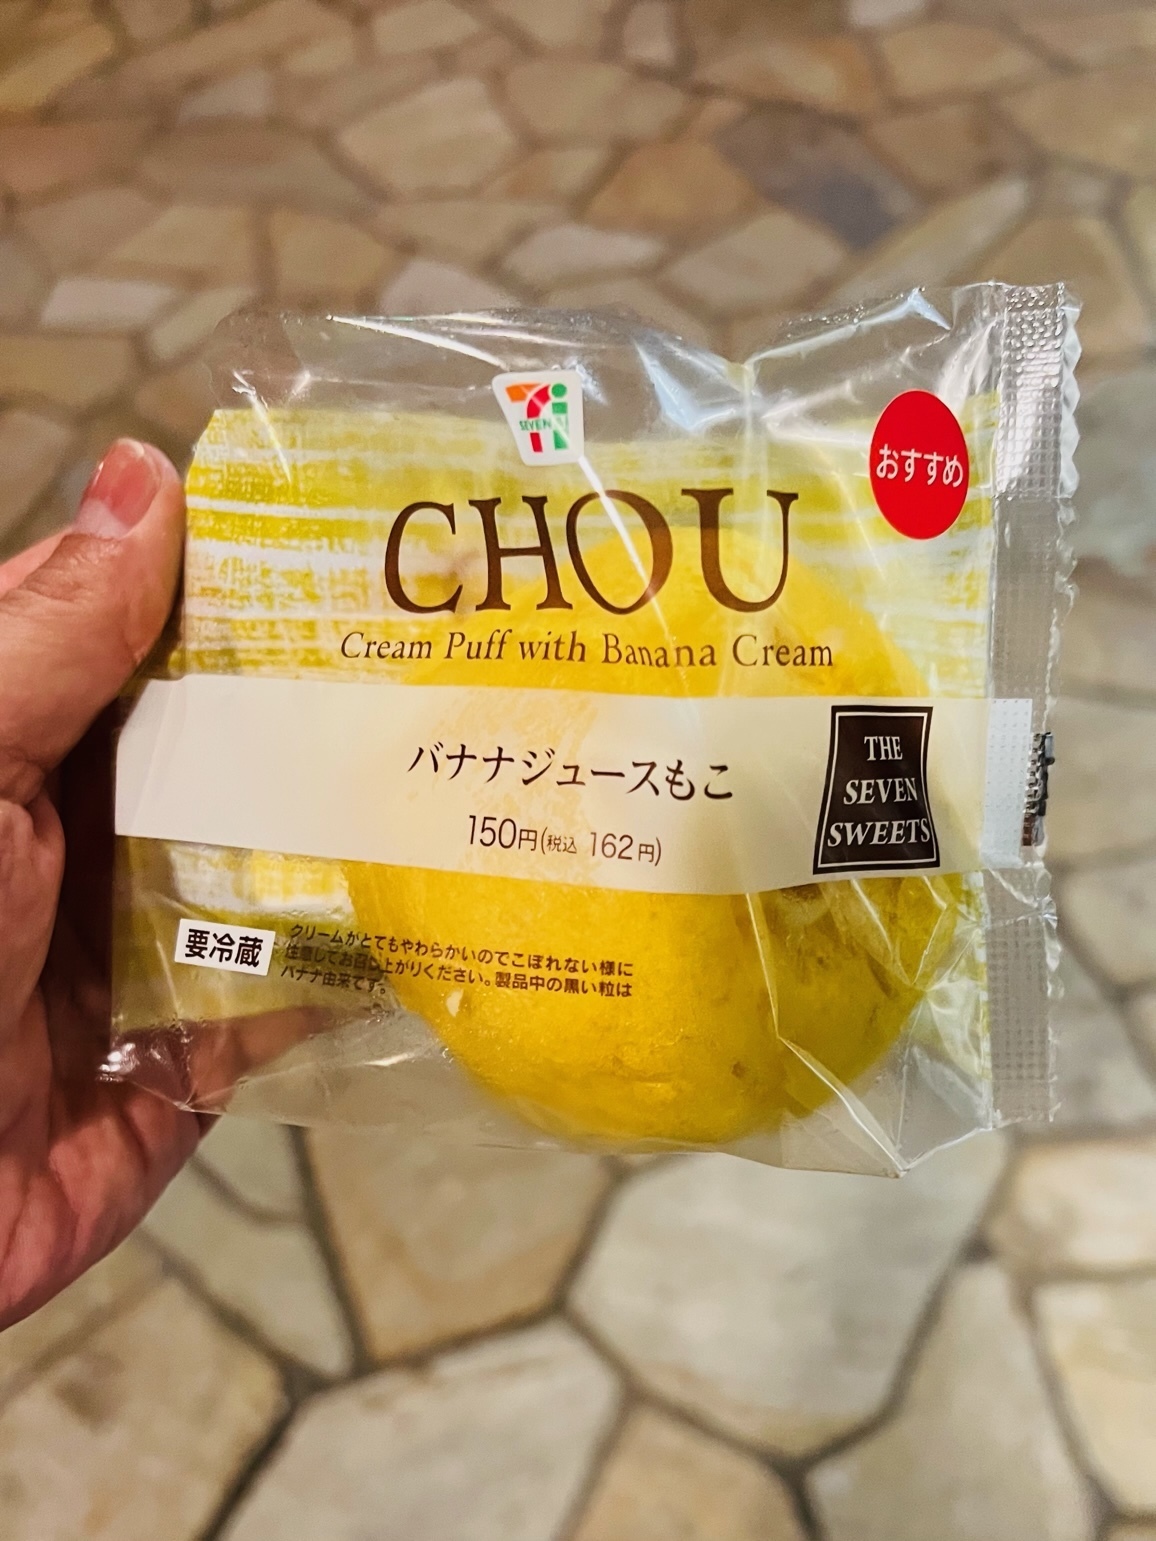 SEVEN
おすすめ
CHOU
Cream Puff with Banana Cream
バナナジュースもこ
150円(税込 162円)
THE
SEVEN
SWEETS
要冷蔵
クリームがとてもやわらかいのでこぼれない様に
注意してお召し上がりください。製品中の黒い粒は
バナナ由来です。